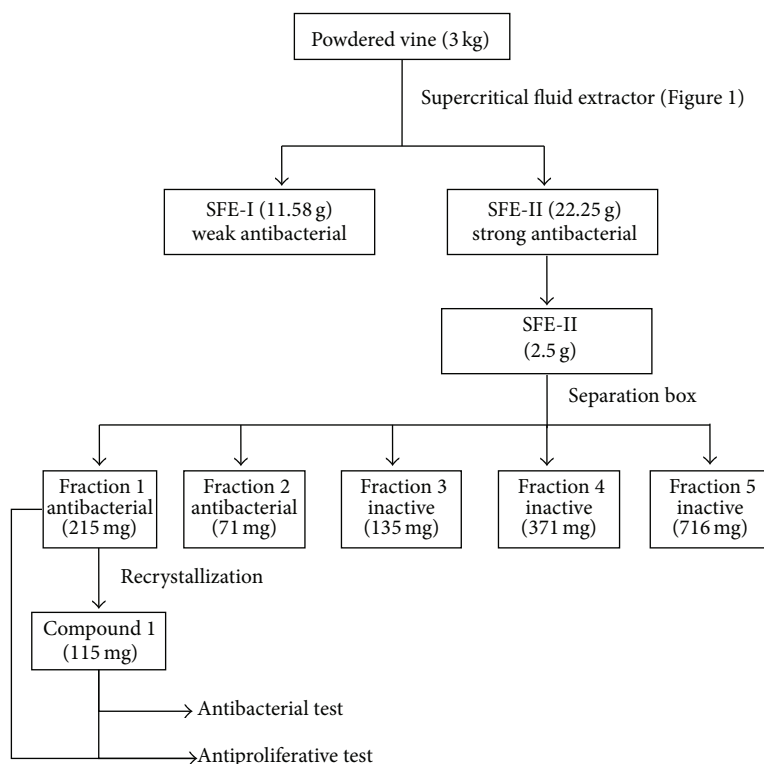 Powdered vine (3 kg)
Supercritical fluid extractor (Figure 1)
SFE-I (11.58 g)
weak antibacterial
SFE-II (22.25 g)
strong antibacterial
SFE-II
(2.5 g)
Separation box
Fraction 1
antibacterial
(215 mg)
Fraction 2
antibacterial
(71 mg)
Fraction 3
inactive
(135 mg)
Fraction 4
inactive
(371 mg)
Fraction 5
inactive
(716 mg)
Recrystallization
Compound 1
(115 mg)
Antibacterial test
Antiproliferative test